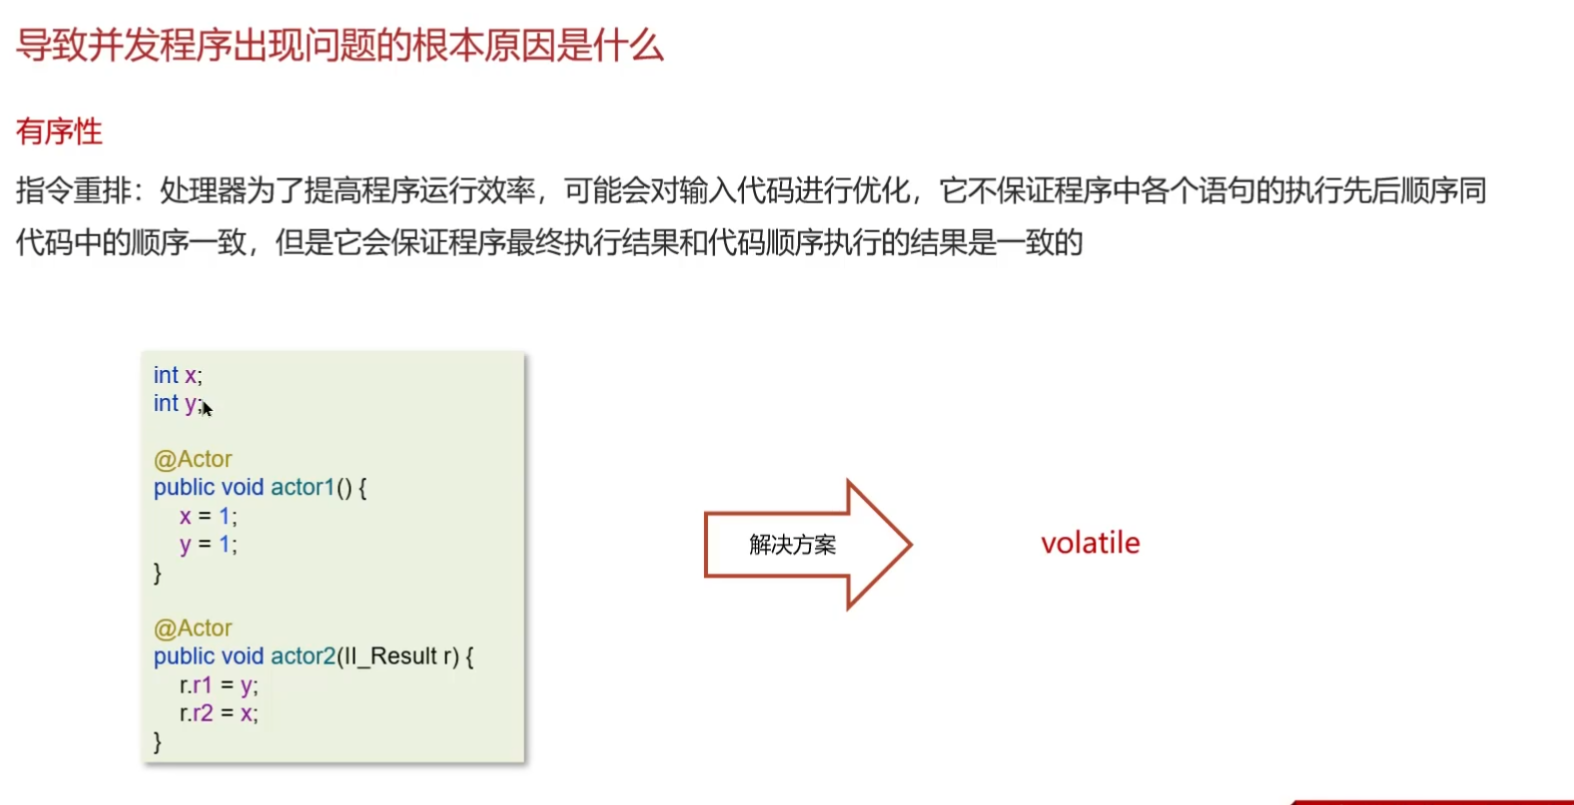 导致并发程序出现问题的根本原因是什么
有序性
指令重排：处理器为了提高程序运行效率，可能会对输入代码进行优化，它不保证程序中各个语句的执行先后顺序同
代码中的顺序一致，但是它会保证程序最终执行结果和代码顺序执行的结果是一致的
int x;
int y;
@Actor
public void actor1() {
x = 1;
y = 1;
}
@Actor
public void actor2(II_Result r) {
r.r1 = y;
r.r2 = x;
}
解决方案
volatile